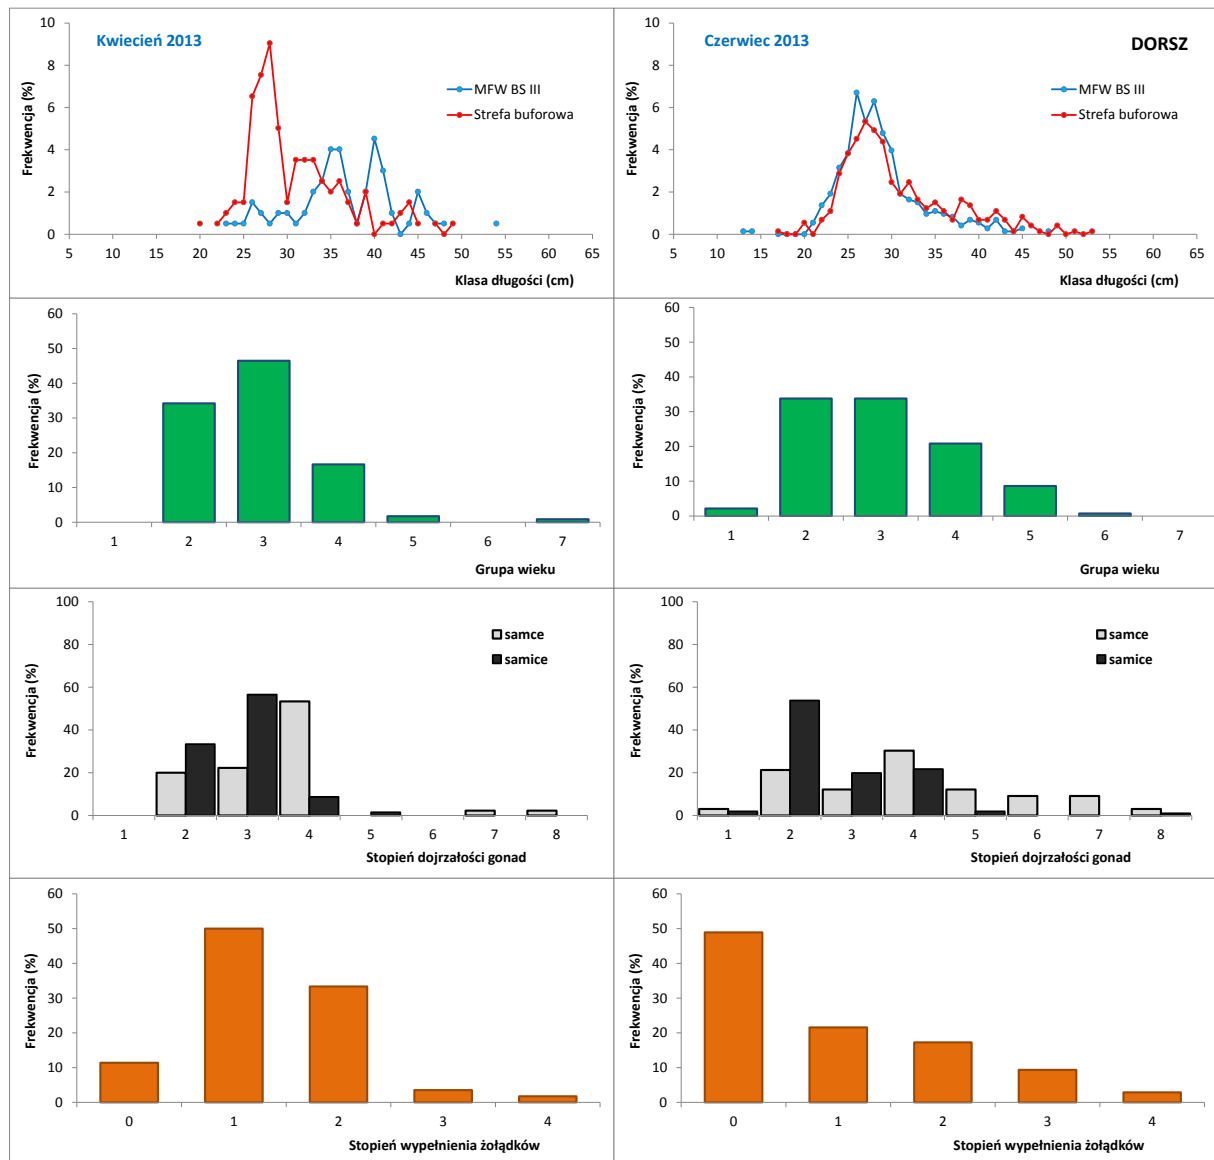 Kwiecień 2013
Frekwencja (%)
10
8
6
4
2
0
MFW BS III
Strefa buforowa
5 10 15 20 25 30 35 40 45 50 55 60 65
Klasa długości (cm)
Czerwiec 2013
DORSZ
Frekwencja (%)
10
8
6
4
2
0
MFW BS III
Strefa buforowa
5 10 15 20 25 30 35 40 45 50 55 60 65
Klasa długości (cm)
Frekwencja (%)
60
50
40
30
20
10
0
1 2 3 4 5 6 7
Grupa wieku
Frekwencja (%)
60
50
40
30
20
10
0
1 2 3 4 5 6 7
Grupa wieku
Frekwencja (%)
100
80
60
40
20
0
samce
samice
1 2 3 4 5 6 7 8
Stopień dojrzałości gonad
Frekwencja (%)
100
80
60
40
20
0
samce
samice
1 2 3 4 5 6 7 8
Stopień dojrzałości gonad
Frekwencja (%)
60
50
40
30
20
10
0
0 1 2 3 4
Stopień wypełnienia żołądków
Frekwencja (%)
60
50
40
30
20
10
0
0 1 2 3 4
Stopień wypełnienia żołądków